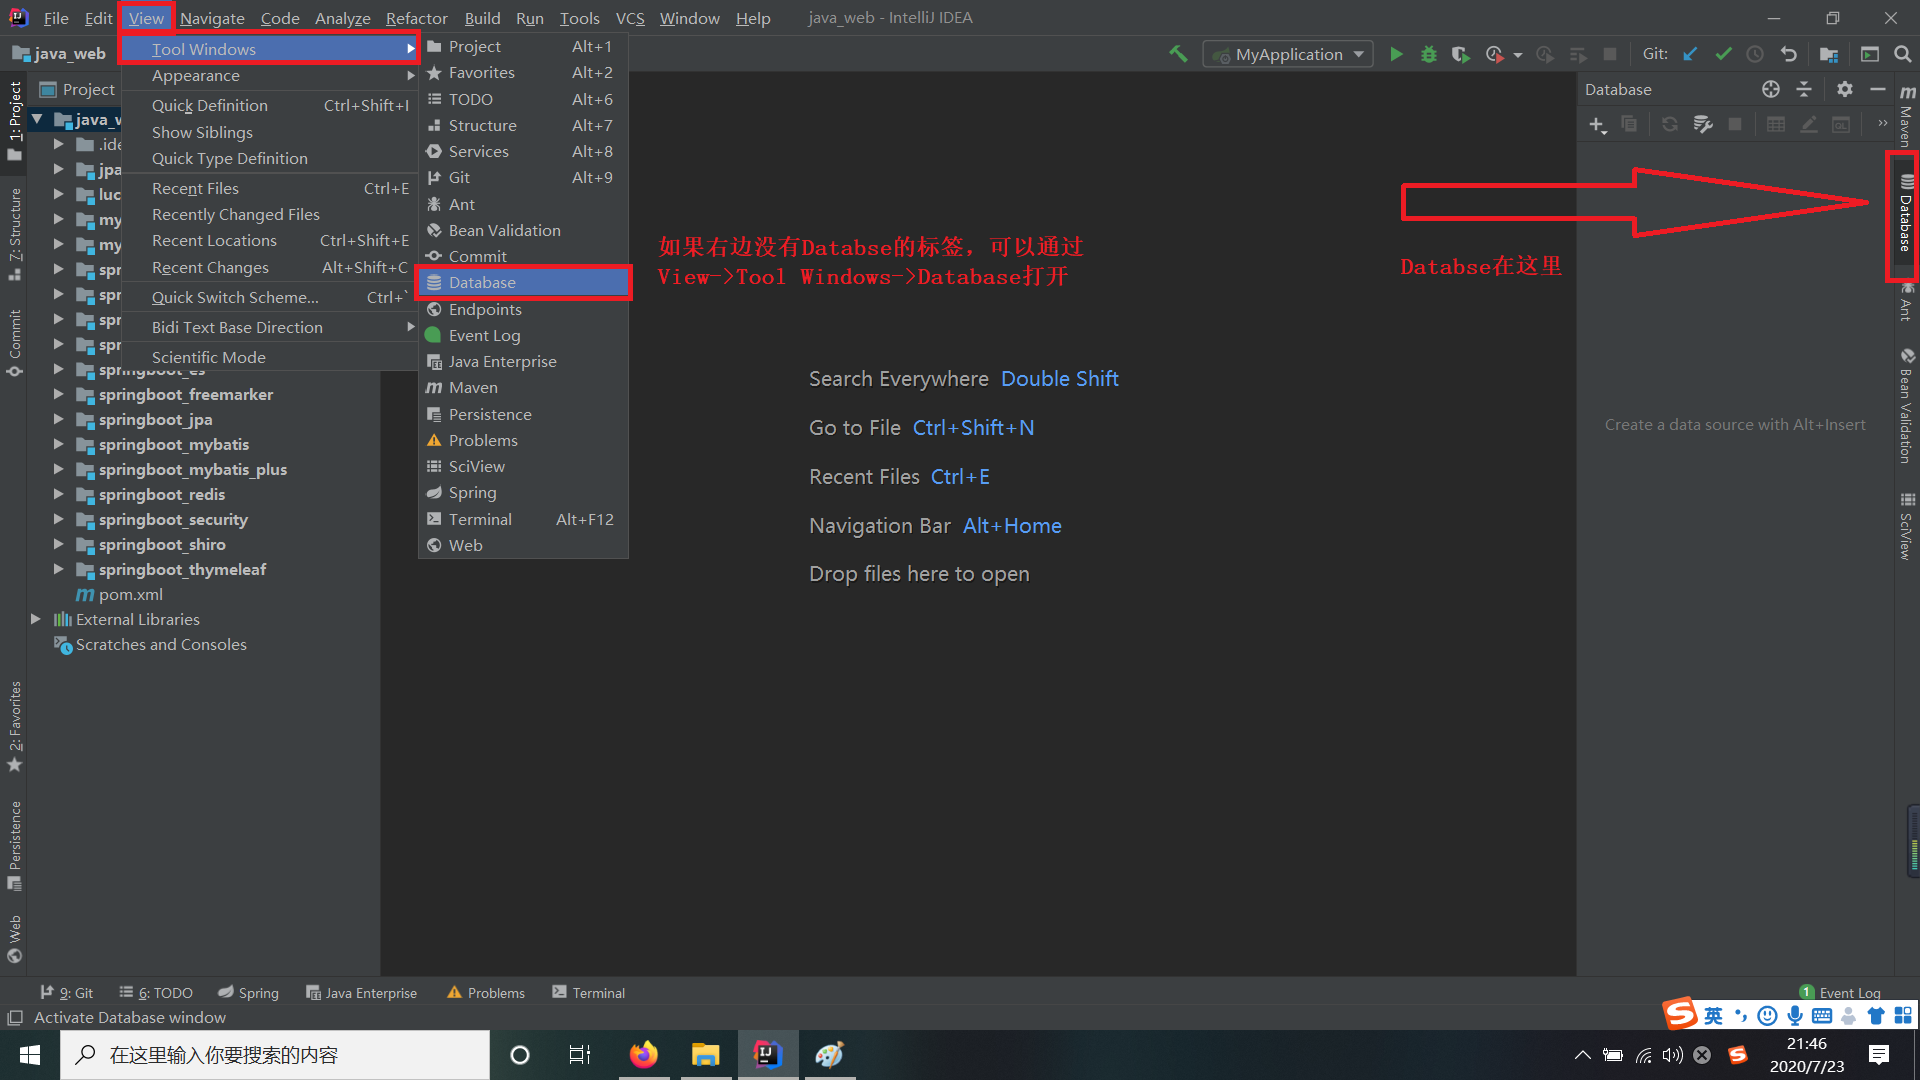 File Edit View Navigate Code Analyze Refactor Build Run Tools VCS Window Help java_web - IntelliJ IDEA
java_web
MyApplication
Git:
Tool Windows
Appearance
Quick Definition Ctrl+Shift+I
Show Siblings
Quick Type Definition
Recent Files Ctrl+E
Recently Changed Files
Recent Locations Ctrl+Shift+E
Recent Changes Alt+Shift+C
Quick Switch Scheme... Ctrl+`
Bidi Text Base Direction
Scientific Mode
Project Alt+1
Favorites Alt+2
TODO Alt+6
Structure Alt+7
Services Alt+8
Git Alt+9
Ant
Bean Validation
Commit
Database
Endpoints
Event Log
Java Enterprise
Maven
Persistence
Problems
SciView
Spring
Terminal Alt+F12
Web
1: Project
7: Structure
Commit
2: Favorites
Persistence
Web
Project
java_v
.ide
jpa
luc
my
my
spr
spr
spr
spr
springboot_es
springboot_freemarker
springboot_jpa
springboot_mybatis
springboot_mybatis_plus
springboot_redis
springboot_security
springboot_shiro
springboot_thymeleaf
pom.xml
External Libraries
Scratches and Consoles
如果右边没有Databse的标签，可以通过
View->Tool Windows->Database打开
Databse在这里
Search Everywhere Double Shift
Go to File Ctrl+Shift+N
Recent Files Ctrl+E
Navigation Bar Alt+Home
Drop files here to open
Database
Create a data source with Alt+Insert
Maven
Database
Ant
Bean Validation
SciView
9: Git 6: TODO Spring Java Enterprise Problems Terminal 1 Event Log
Activate Database window
英
在这里输入你要搜索的内容
21:46
2020/7/23